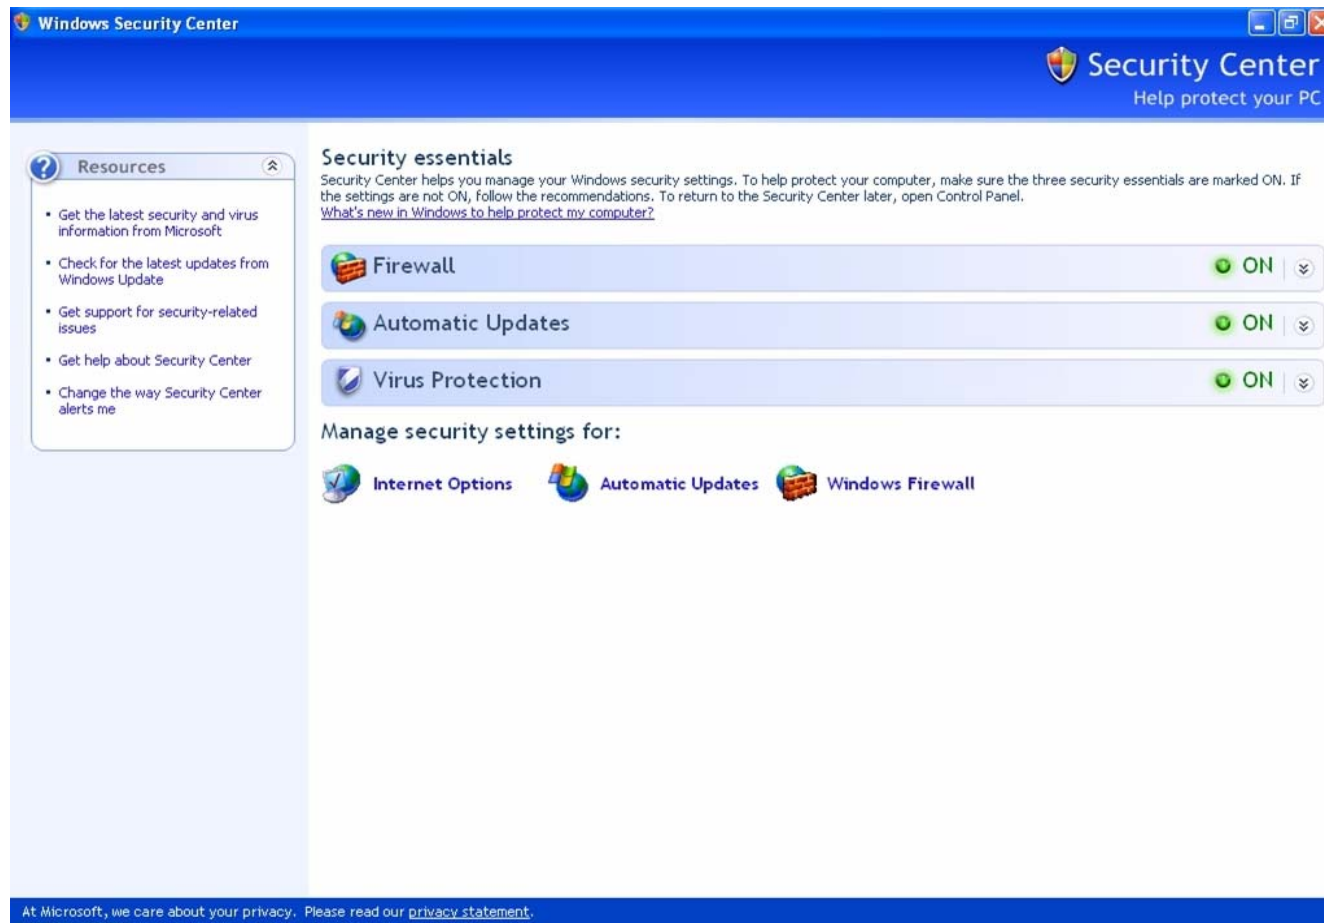 Windows Security Center
Security Center
Help protect your PC
Resources
Get the latest security and virus
information from Microsoft
Check for the latest updates from
Windows Update
Get support for security-related
issues
Get help about Security Center
Change the way Security Center
alerts me
Security essentials
Security Center helps you manage your Windows security settings. To help protect your computer, make sure the three security essentials are marked ON. If
the settings are not ON, follow the recommendations. To return to the Security Center later, open Control Panel.
What's new in Windows to help protect my computer?
Firewall ON
Automatic Updates ON
Virus Protection ON
Manage security settings for:
Internet Options Automatic Updates Windows Firewall
At Microsoft, we care about your privacy. Please read our privacy statement.